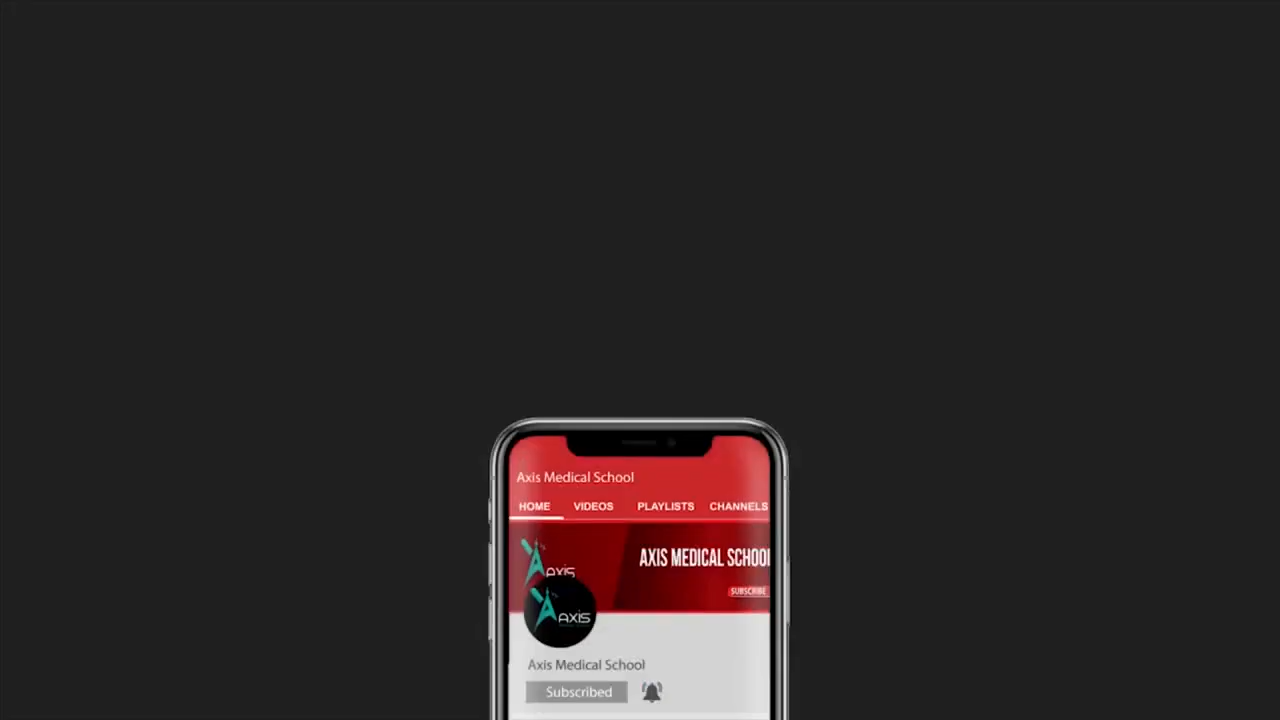 Axis Medical School
HOME VIDEOS PLAYLISTS CHANNELS
AXIS
AXIS MEDICAL SCHOOL
SUBSCRIBE
AXIS
Axis Medical School
Subscribed